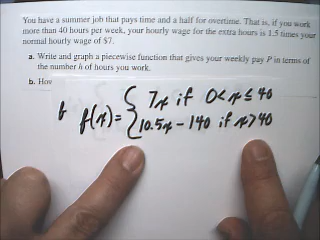 You have a summer job that pays time and a half for overtime. That is, if you work
more than 40 hours per week, your hourly wage for the extra hours is 1.5 times your
normal hourly wage of $7.
a. Write and graph a piecewise function that gives your weekly pay P in terms of
the number h of hours you work.
b. How
f(x)= { 7x if 0<x≤40
10.5x-140 if x>40